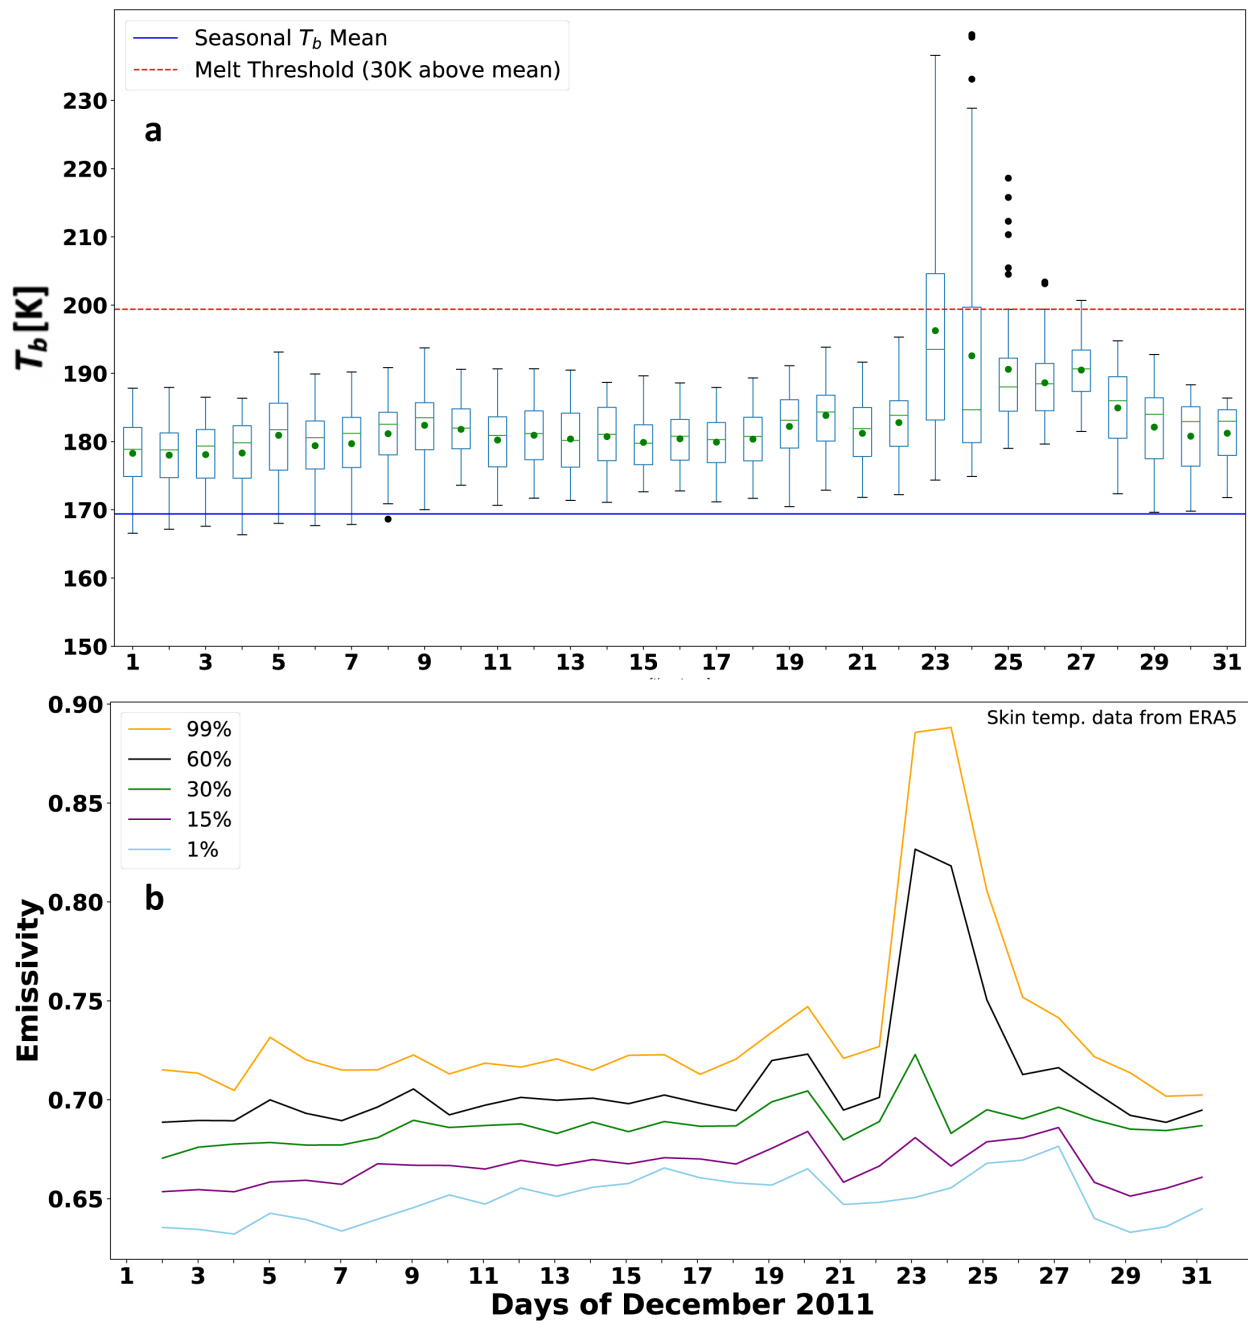 Seasonal T_b Mean
Melt Threshold (30K above mean)
a
230
220
210
200
190
180
170
160
150
T_b[K]
1 3 5 7 9 11 13 15 17 19 21 23 25 27 29 31
0.90
0.85
0.80
0.75
0.70
0.65
Emissivity
99%
60%
30%
15%
1%
Skin temp. data from ERA5
b
1 3 5 7 9 11 13 15 17 19 21 23 25 27 29 31
Days of December 2011